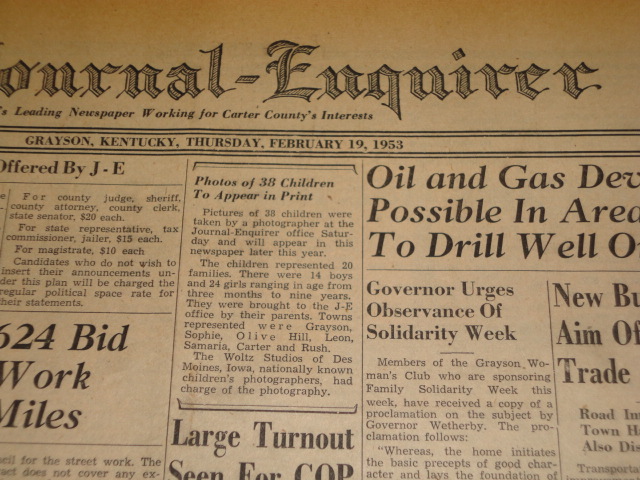 Journal-Enquirer
's Leading Newspaper Working for Carter County's Interests
GRAYSON, KENTUCKY, THURSDAY, FEBRUARY 19, 1953
Offered By J-E
For county judge, sheriff,
county attorney, county clerk,
state senator, $20 each.
For state representative, tax
commissioner, jailer, $15 each.
For magistrate, $10 each
Candidates who do not wish to
insert their announcements un-
der this plan will be charged the
regular political space rate for
their statements.
624 Bid
Work
Miles
cil for the street work. The
act does not cover any ex-
Photos of 38 Children
To Appear in Print
Pictures of 38 children were
taken by a photographer at the
Journal-Enquirer office Satur-
day and will appear in this
newspaper later this year.
The children represented 20
families. There were 14 boys
and 24 girls ranging in age from
three months to nine years.
They were brought to the J-E
office by their parents. Towns
represented were Grayson,
Sophie, Olive Hill, Leon,
Samaria, Carter and Rush.
The Woltz Studios of Des
Moines, Iowa, nationally known
children's photographers, had
charge of the photography.
Large Turnout
Seen For GOP
Oil and Gas Dev
Possible In Area
To Drill Well O
Governor Urges
Observance Of
Solidarity Week
Members of the Grayson Wo-
man's Club who are sponsoring
Family Solidarity Week this
week, have received a copy of a
proclamation on the subject by
Governor Wetherby. The pro-
clamation follows:
"Whereas, the home initiates
the basic precepts of good char-
acter and lays the foundation of
New Bu
Aim Of
Trade
Road Im
Town Ha
Also Dis
Transporta